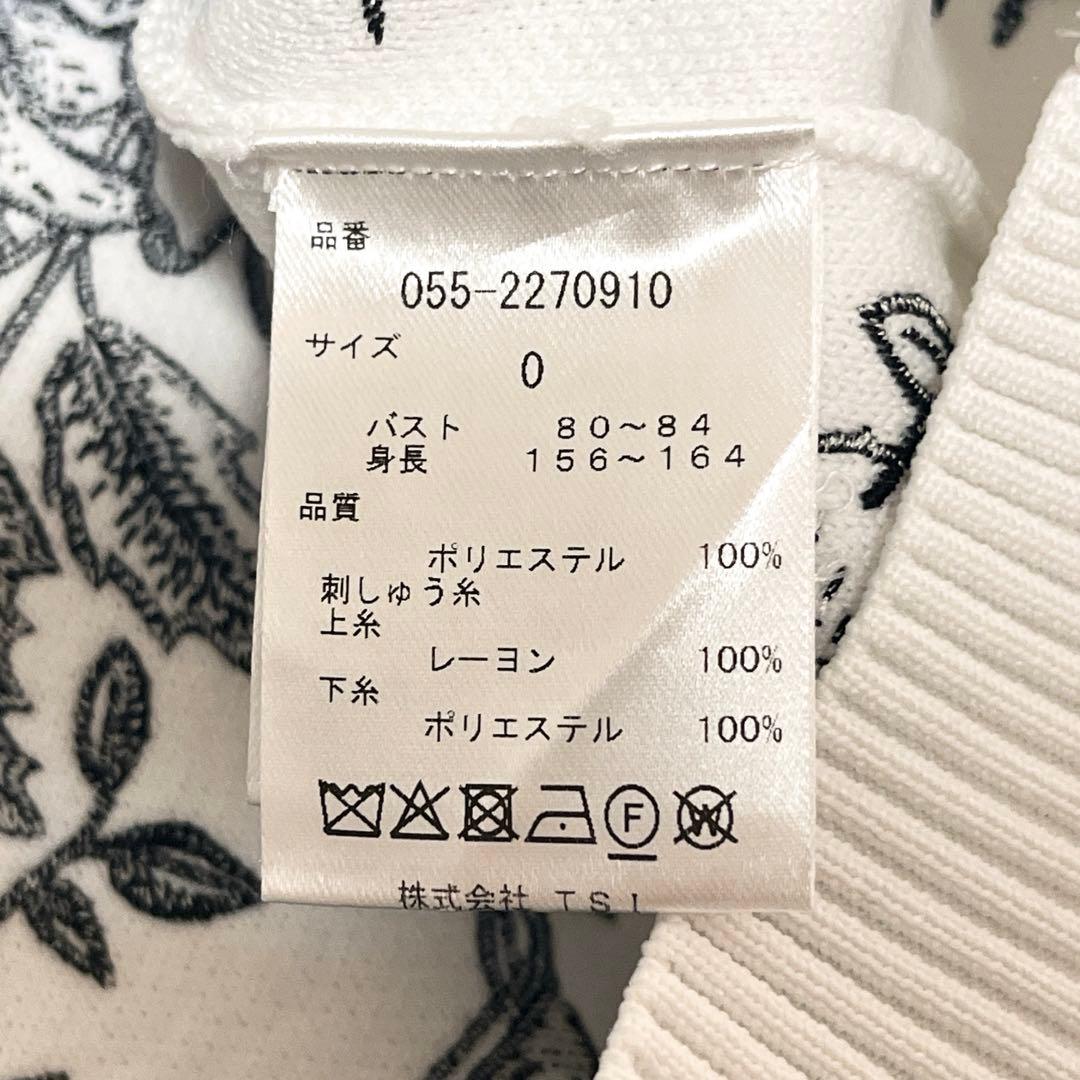 品番
055-2270910
サイズ
0
バスト 80～84
身長 156～164
品質
ポリエステル 100%
刺しゅう糸
上糸
レーヨン 100%
下糸
ポリエステル 100%
F W
株式会社 TSI